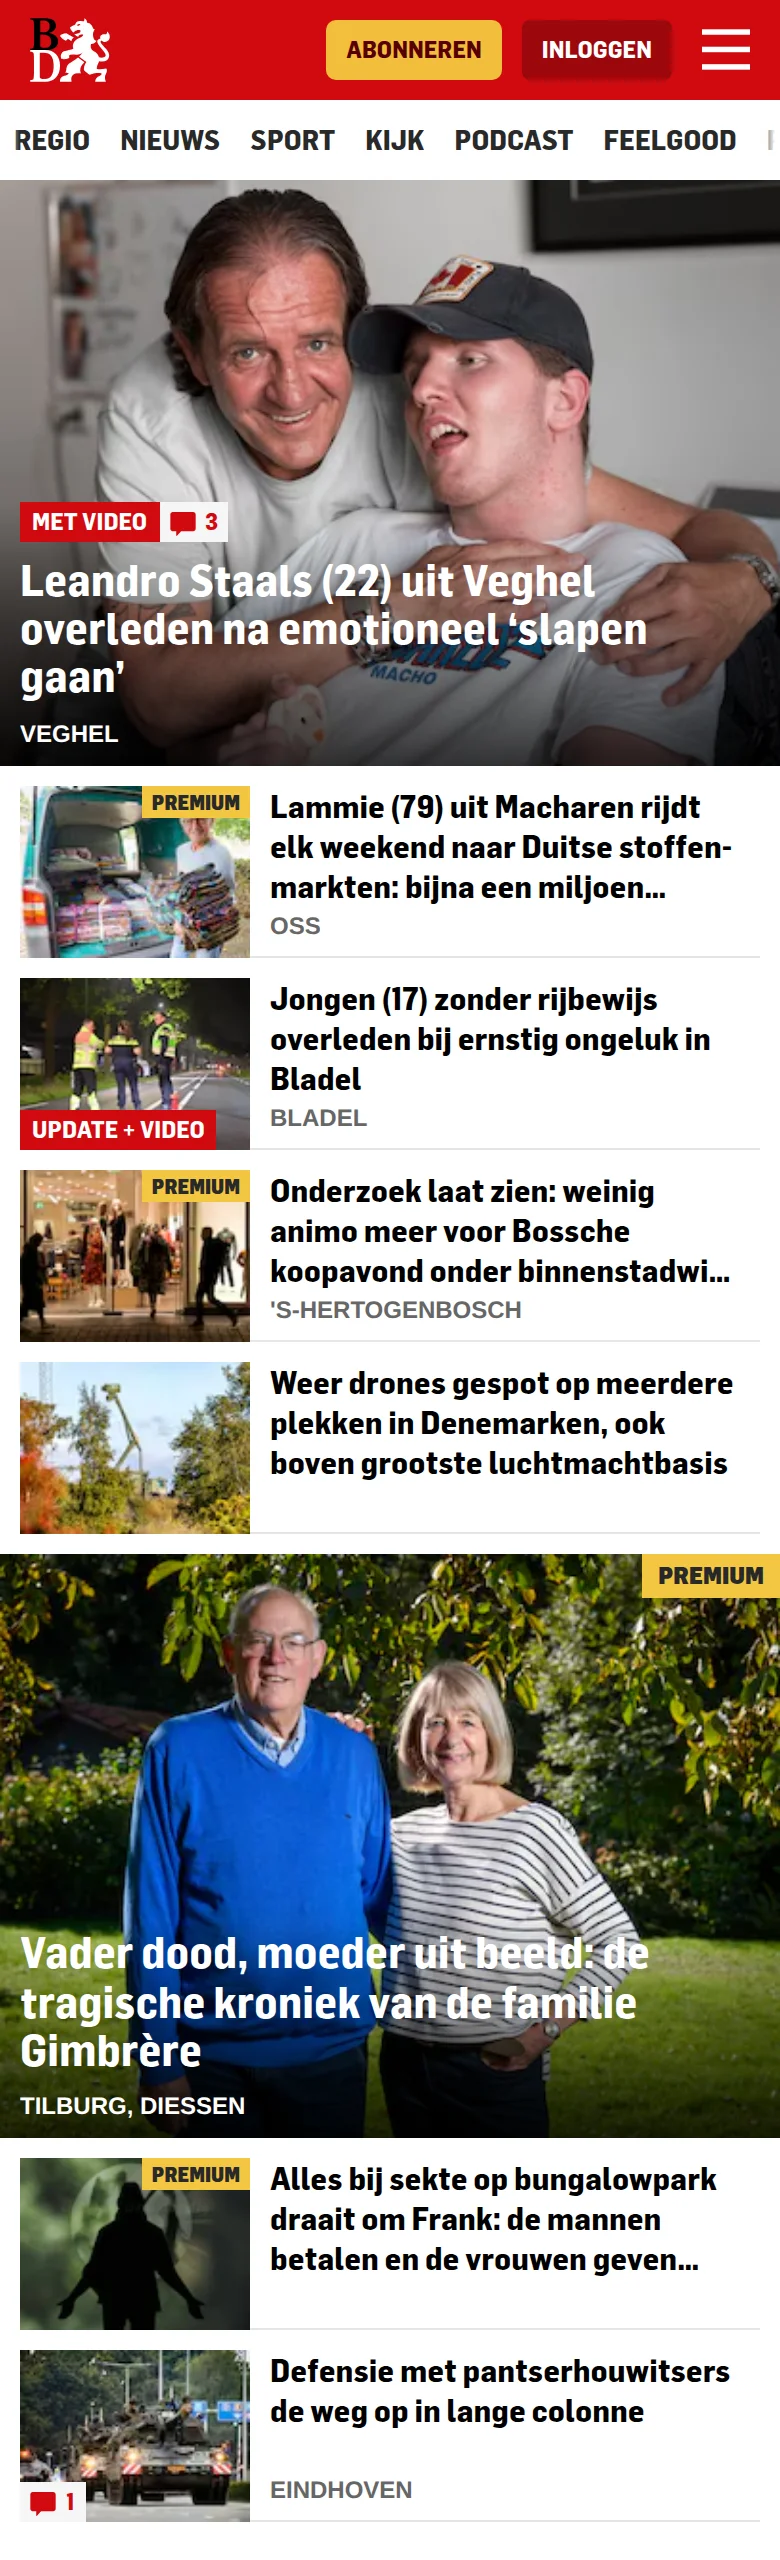 BD
ABONNEREN
INLOGGEN
REGIO NIEUWS SPORT KIJK PODCAST FEELGOOD
MET VIDEO 3
Leandro Staals (22) uit Veghel
overleden na emotioneel ‘slapen
gaan’
MACHO
VEGHEL
PREMIUM
Lammie (79) uit Macharen rijdt
elk weekend naar Duitse stoffen-
markten: bijna een miljoen...
OSS
Jongen (17) zonder rijbewijs
overleden bij ernstig ongeluk in
Bladel
BLADEL
UPDATE + VIDEO
PREMIUM
Onderzoek laat zien: weinig
animo meer voor Bossche
koopavond onder binnenstadwi...
'S-HERTOGENBOSCH
Weer drones gespot op meerdere
plekken in Denemarken, ook
boven grootste luchtmachtbasis
PREMIUM
Vader dood, moeder uit beeld: de
tragische kroniek van de familie
Gimbrère
TILBURG, DIESSEN
PREMIUM
Alles bij sekte op bungalowpark
draait om Frank: de mannen
betalen en de vrouwen geven...
Defensie met pantserhouwitsers
de weg op in lange colonne
EINDHOVEN
1